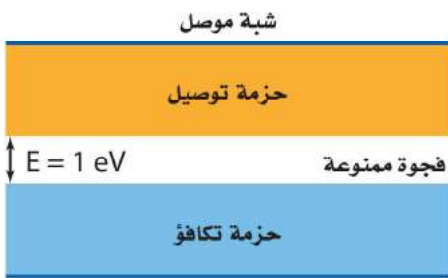 شبة موصل
حزمة توصيل
E = 1 eV
فجوة ممنوعة
حزمة تكافؤ